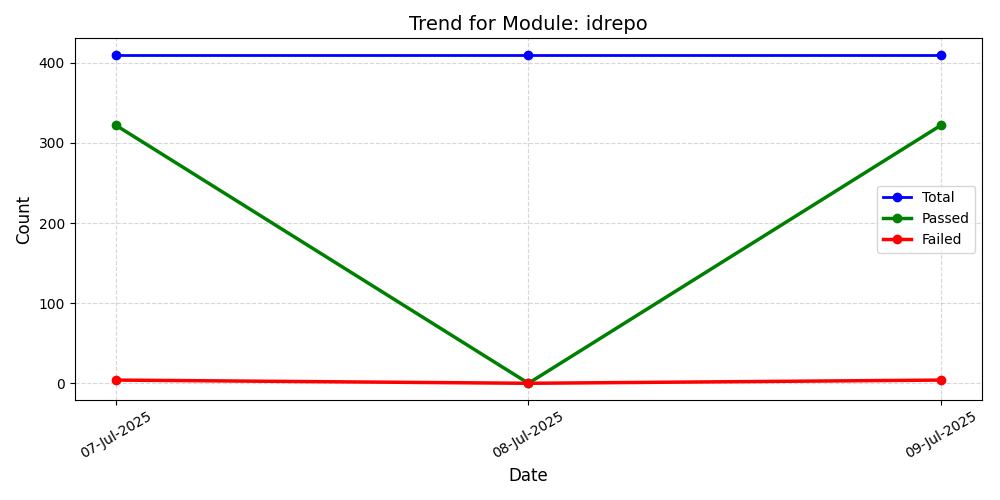 Trend for Module: idrepo
Count
400
300
200
100
0
Total
Passed
Failed
07-Jul-2025
08-Jul-2025
09-Jul-2025
Date